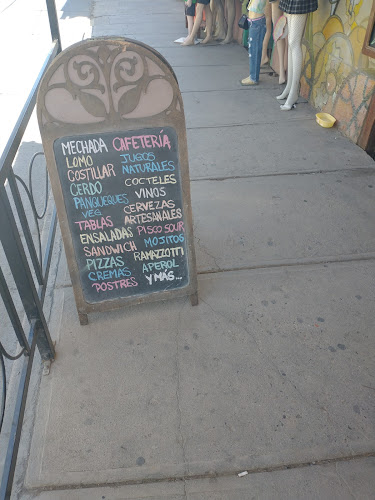 MECHADA CAFETERÍA
LOMO
COSTILLAR
CERDO
PANQUEQUES
VEG
TABLAS
ENSALADAS
SANDWICH
PIZZAS
CREMAS
POSTRES
JUGOS
NATURALES
COCTELES
VINOS
CERVEZAS
ARTESANALES
PISCO SOUR
MOJITOS
RAMAZZOTTI
APEROL
Y MAS...